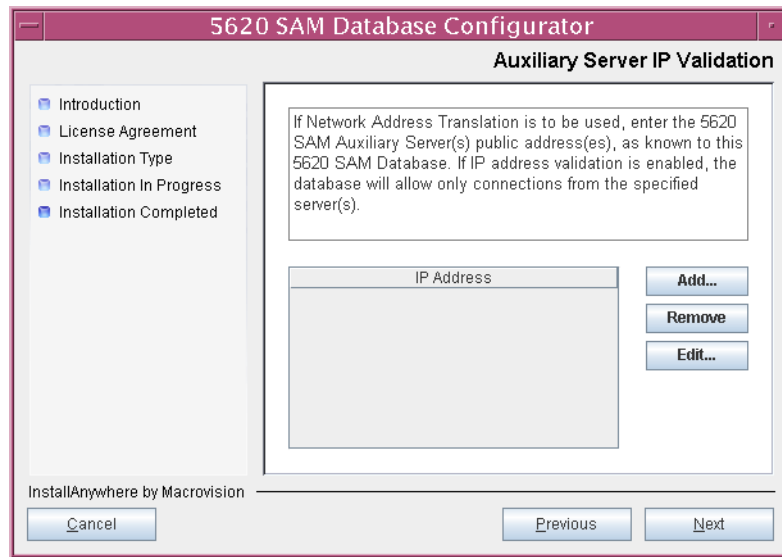 5620 SAM Database Configurator
Auxiliary Server IP Validation
Introduction
License Agreement
Installation Type
Installation In Progress
Installation Completed
If Network Address Translation is to be used, enter the 5620
SAM Auxiliary Server(s) public address(es), as known to this
5620 SAM Database. If IP address validation is enabled, the
database will allow only connections from the specified
server(s).
IP Address
Add...
Remove
Edit...
InstallAnywhere by Macrovision
Cancel
Previous
Next